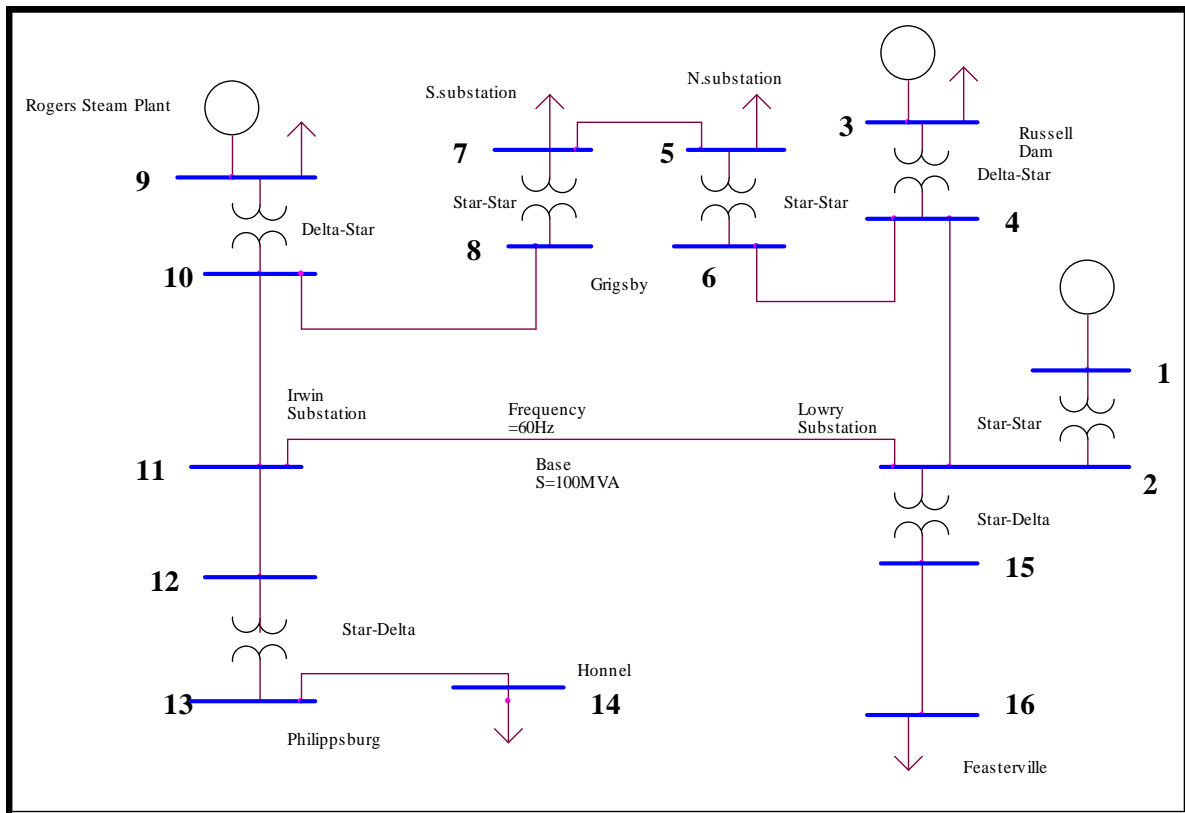 N.substation
S.substation
Rogers Steam Plant
3
Russell
Dam
7
5
9
Delta-Star
Star-Star
Star-Star
4
Delta-Star
8
6
10
Grigsby
1
Irwin
Substation
Frequency
=60Hz
Lowry
Substation
Star-Star
11
Base
S=100MVA
2
Star-Delta
15
12
Star-Delta
Honnel
13
14
16
Philippsburg
Feasterville